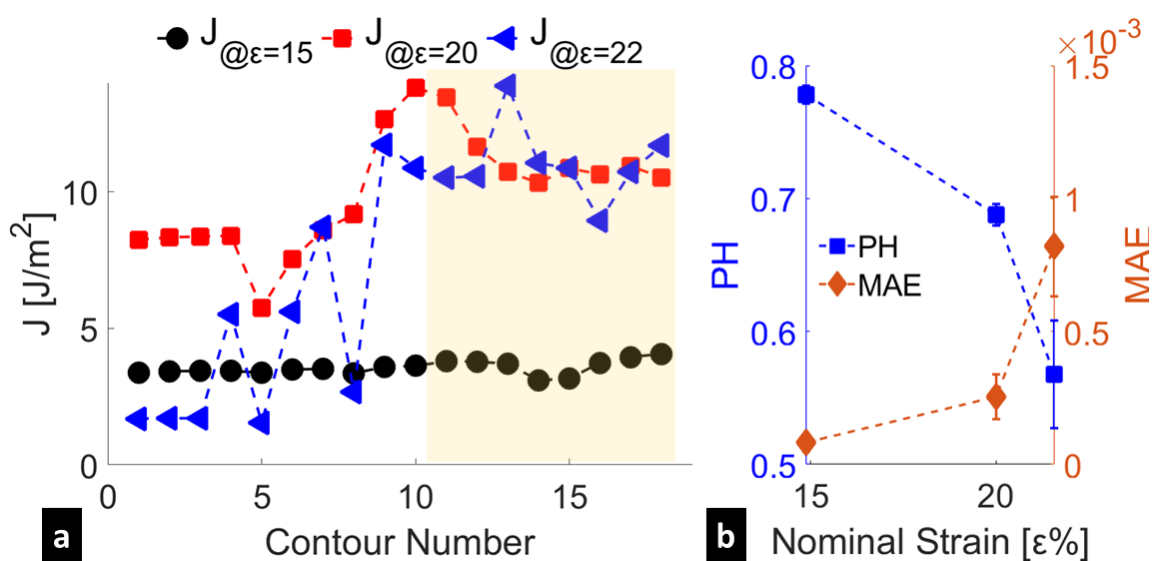 J@ε=15 J@ε=20 J@ε=22
J [J/m²]
10
5
0
0 5 10 15
Contour Number
a
×10⁻³
0.8 1.5
0.7 1
0.6 0.5
0.5 0
PH
MAE
PH
MAE
15 20
Nominal Strain [ε%]
b